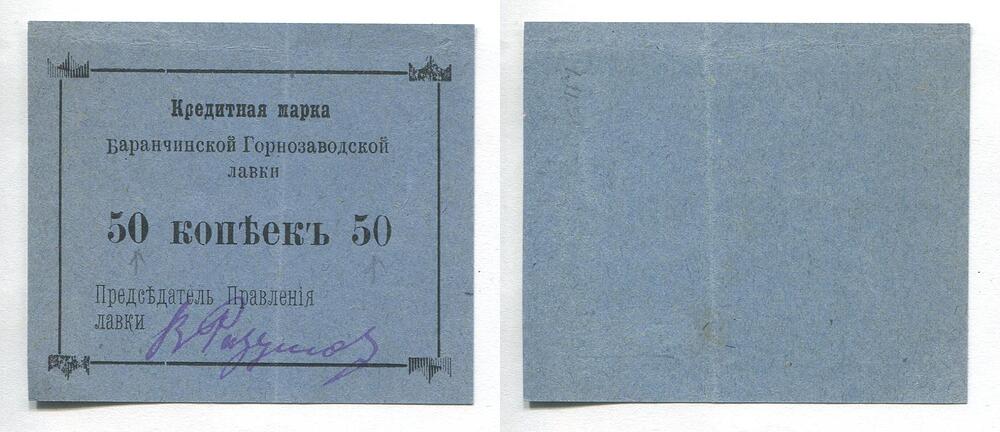 Кредитная марка
Баранчинской Горнозаводской
лавки
50 копѣекъ 50
Предсѣдатель Правленія
лавки